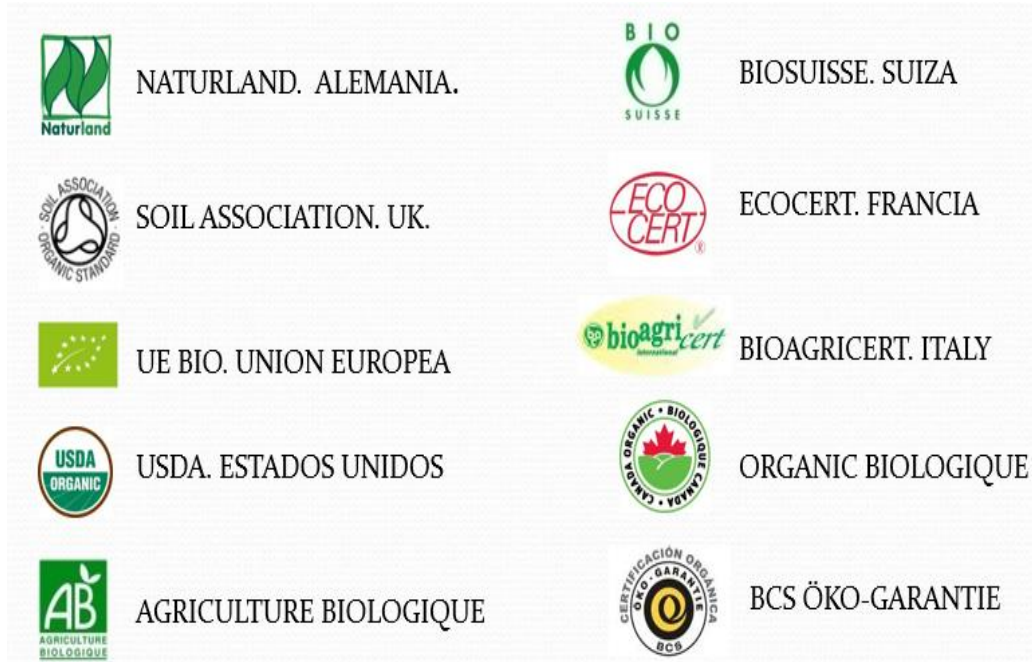 Naturland
NATURLAND. ALEMANIA.
SOIL ASSOCIATION
ORGANIC STANDARD
SOIL ASSOCIATION. UK.
UE BIO. UNION EUROPEA
USDA
ORGANIC
USDA. ESTADOS UNIDOS
AB
AGRICULTURE
BIOLOGIQUE
AGRICULTURE BIOLOGIQUE
BIO
SUISSE
BIOSUISSE. SUIZA
ECO
CERT
®
ECOCERT. FRANCIA
bioagricert
international
BIOAGRICERT. ITALY
CANADA ORGANIC • BIOLOGIQUE CANADA
ORGANIC BIOLOGIQUE
CERTIFICACIÓN ORGÁNICA
ÖKO-GARANTIE
BCS
BCS ÖKO-GARANTIE